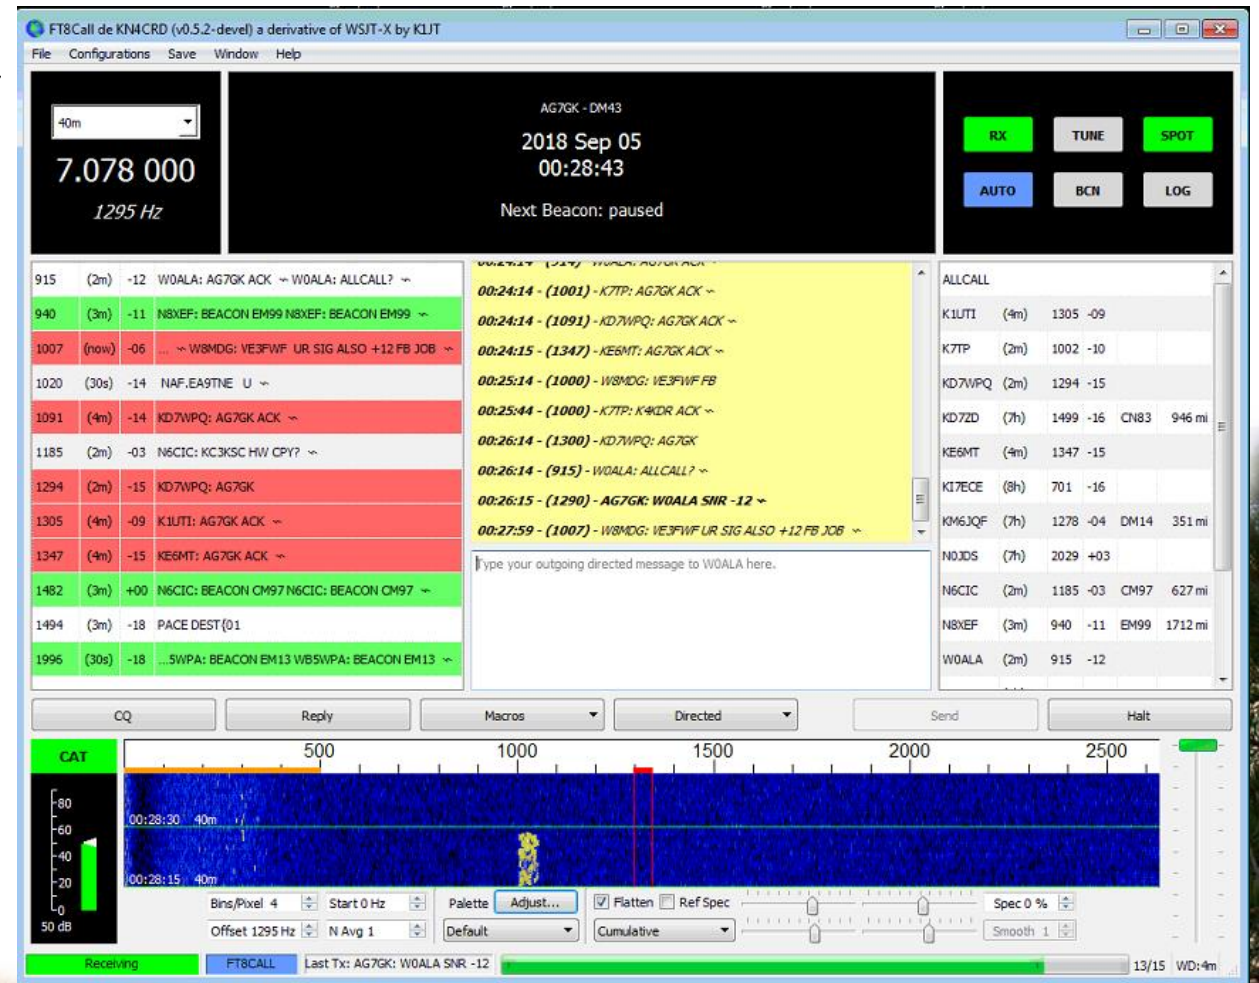 FT8Call de KN4CRD (v0.5.2-devel) a derivative of WSJT-X by K1JT
File Configurations Save Window Help
40m
7.078 000
1295 Hz
AG7GK - DM43
2018 Sep 05
00:28:43
Next Beacon: paused
RX TUNE SPOT
AUTO BCN LOG
915 (2m) -12 W0ALA: AG7GK ACK ~ W0ALA: ALLCALL? ~
940 (3m) -11 N8XEF: BEACON EM99 N8XEF: BEACON EM99 ~
1007 (now) -06 ... ~ W8MDG: VE3FWF UR SIG ALSO +12 FB JOB ~
1020 (30s) -14 NAF.EA9TNE U ~
1091 (4m) -14 KD7WPQ: AG7GK ACK ~
1185 (2m) -03 N6CIC: KC3KSC HW CPY? ~
1294 (2m) -15 KD7WPQ: AG7GK
1305 (4m) -09 K1UTI: AG7GK ACK ~
1347 (4m) -15 KE6MT: AG7GK ACK ~
1482 (3m) +00 N6CIC: BEACON CM97 N6CIC: BEACON CM97 ~
1494 (3m) -18 PACE DEST{01
1996 (30s) -18 ...5WPA: BEACON EM13 WB5WPA: BEACON EM13 ~
00:24:14 - (914) - W0ALA: AG7GK ACK ~
00:24:14 - (1001) - K7TP: AG7GK ACK ~
00:24:14 - (1091) - KD7WPQ: AG7GK ACK ~
00:24:15 - (1347) - KE6MT: AG7GK ACK ~
00:25:14 - (1000) - W8MDG: VE3FWF FB
00:25:44 - (1000) - K7TP: K4KDR ACK ~
00:26:14 - (1300) - KD7WPQ: AG7GK
00:26:14 - (915) - W0ALA: ALLCALL? ~
00:26:15 - (1290) - AG7GK: W0ALA SNR -12 ~
00:27:59 - (1007) - W8MDG: VE3FWF UR SIG ALSO +12 FB JOB ~
Type your outgoing directed message to W0ALA here.
ALLCALL
K1UTI (4m) 1305 -09
K7TP (2m) 1002 -10
KD7WPQ (2m) 1294 -15
KD7ZD (7h) 1499 -16 CN83 946 mi
KE6MT (4m) 1347 -15
KI7ECE (8h) 701 -16
KM6JQF (7h) 1278 -04 DM14 351 mi
N0JDS (7h) 2029 +03
N6CIC (2m) 1185 -03 CM97 627 mi
N8XEF (3m) 940 -11 EM99 1712 mi
W0ALA (2m) 915 -12
CQ Reply Macros Directed Send Halt
CAT
500 1000 1500 2000 2500
80
60
40
20
0
50 dB
00:28:30 40m
00:28:15 40m
Bins/Pixel 4 Start 0 Hz Palette Adjust... Flatten Ref Spec Spec 0 %
Offset 1295 Hz N Avg 1 Default Cumulative Smooth 1
Receiving FT8CALL Last Tx: AG7GK: W0ALA SNR -12 13/15 WD:4m